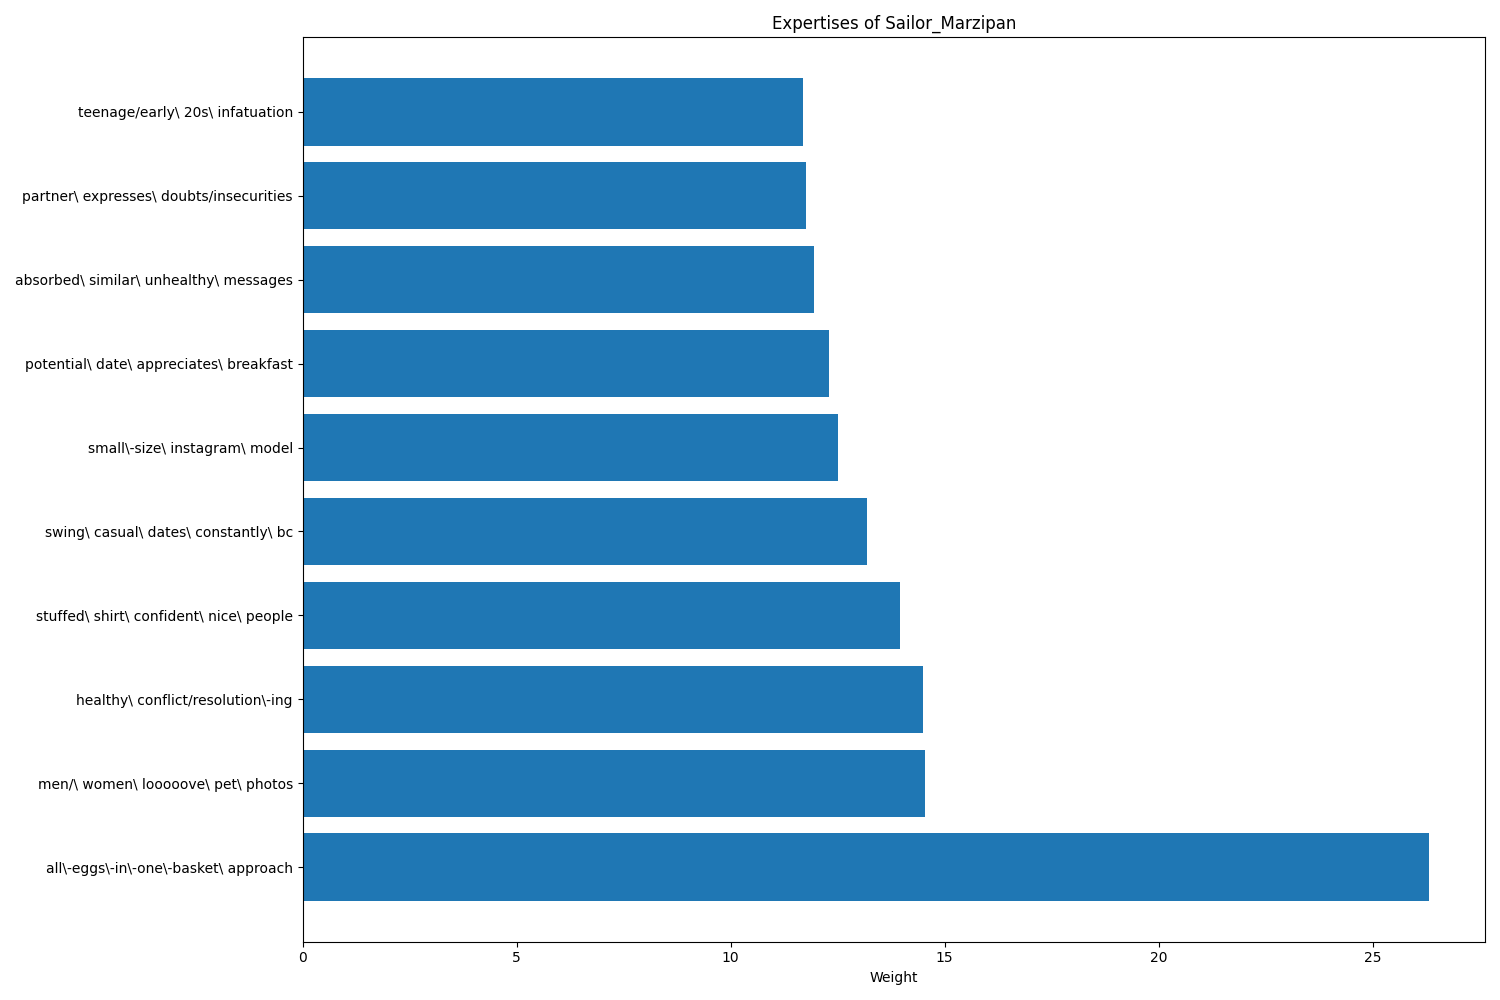 Expertises of Sailor_Marzipan
teenage/early\ 20s\ infatuation
partner\ expresses\ doubts/insecurities
absorbed\ similar\ unhealthy\ messages
potential\ date\ appreciates\ breakfast
small\-size\ instagram\ model
swing\ casual\ dates\ constantly\ bc
stuffed\ shirt\ confident\ nice\ people
healthy\ conflict/resolution\-ing
men/\ women\ looooove\ pet\ photos
all\-eggs\-in\-one\-basket\ approach
0 5 10 15 20 25
Weight